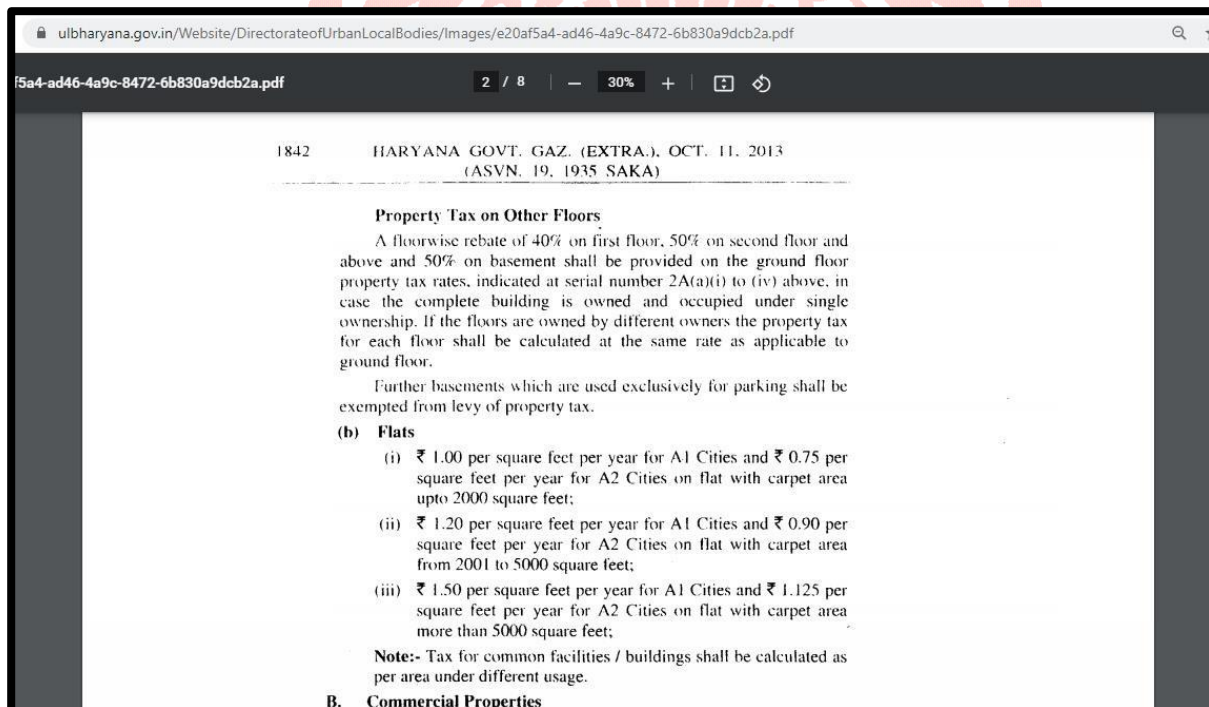 ulbharyana.gov.in/Website/DirectorateofUrbanLocalBodies/Images/e20af5a4-ad46-4a9c-8472-6b830a9dcb2a.pdf
f5a4-ad46-4a9c-8472-6b830a9dcb2a.pdf 2 / 8 — 30% +
1842 HARYANA GOVT. GAZ. (EXTRA.), OCT. 11, 2013
(ASVN. 19, 1935 SAKA)
Property Tax on Other Floors
A floorwise rebate of 40% on first floor, 50% on second floor and
above and 50% on basement shall be provided on the ground floor
property tax rates, indicated at serial number 2A(a)(i) to (iv) above, in
case the complete building is owned and occupied under single
ownership. If the floors are owned by different owners the property tax
for each floor shall be calculated at the same rate as applicable to
ground floor.
Further basements which are used exclusively for parking shall be
exempted from levy of property tax.
(b) Flats
(i) ₹ 1.00 per square feet per year for A1 Cities and ₹ 0.75 per
square feet per year for A2 Cities on flat with carpet area
upto 2000 square feet;
(ii) ₹ 1.20 per square feet per year for A1 Cities and ₹ 0.90 per
square feet per year for A2 Cities on flat with carpet area
from 2001 to 5000 square feet;
(iii) ₹ 1.50 per square feet per year for A1 Cities and ₹ 1.125 per
square feet per year for A2 Cities on flat with carpet area
more than 5000 square feet;
Note:- Tax for common facilities / buildings shall be calculated as
per area under different usage.
B. Commercial Properties